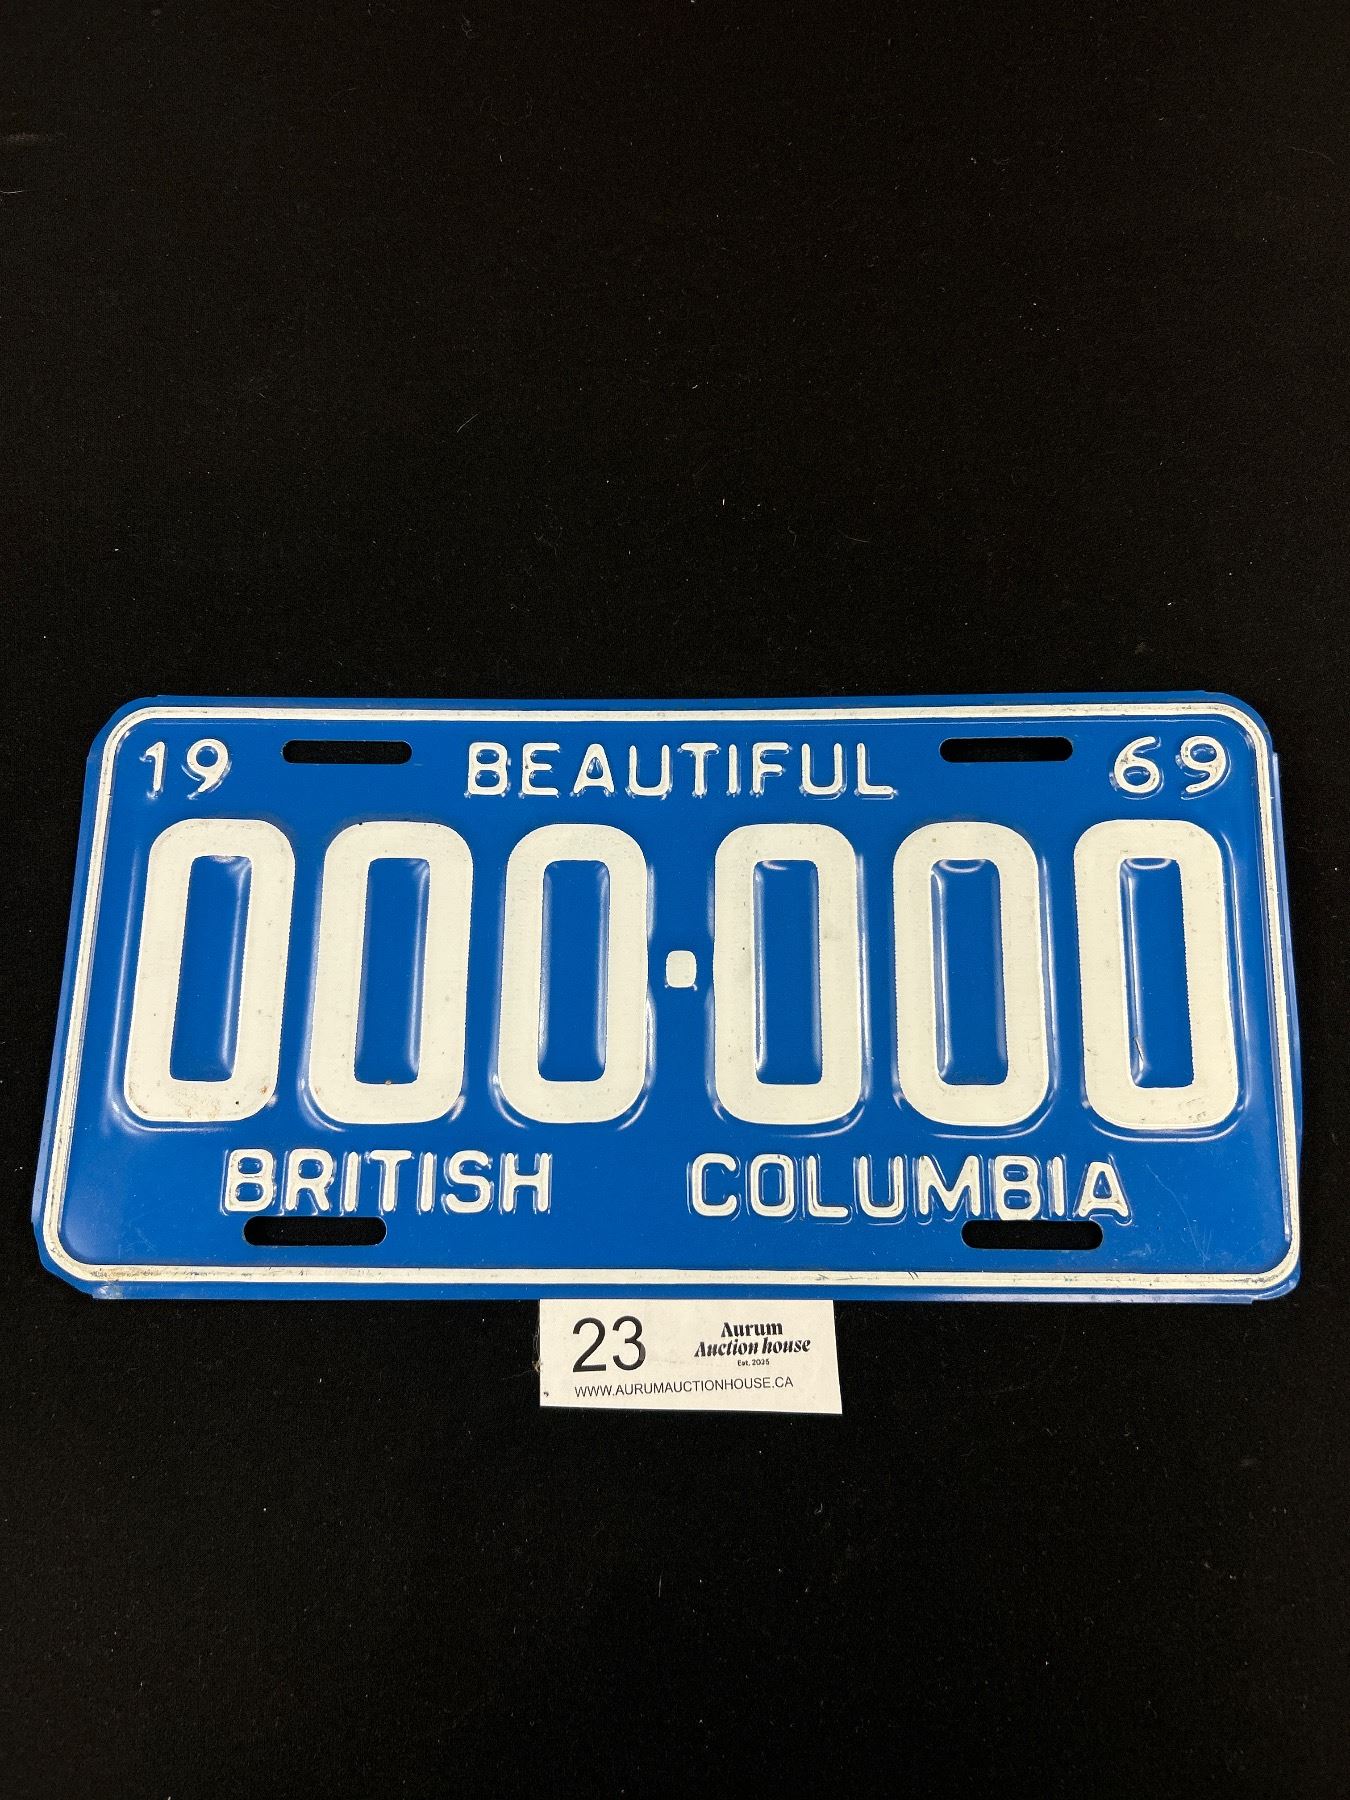 19 BEAUTIFUL 69
000·000
BRITISH COLUMBIA
23
Aurum
Auction house
Est. 2025
WWW.AURUMAUCTIONHOUSE.CA